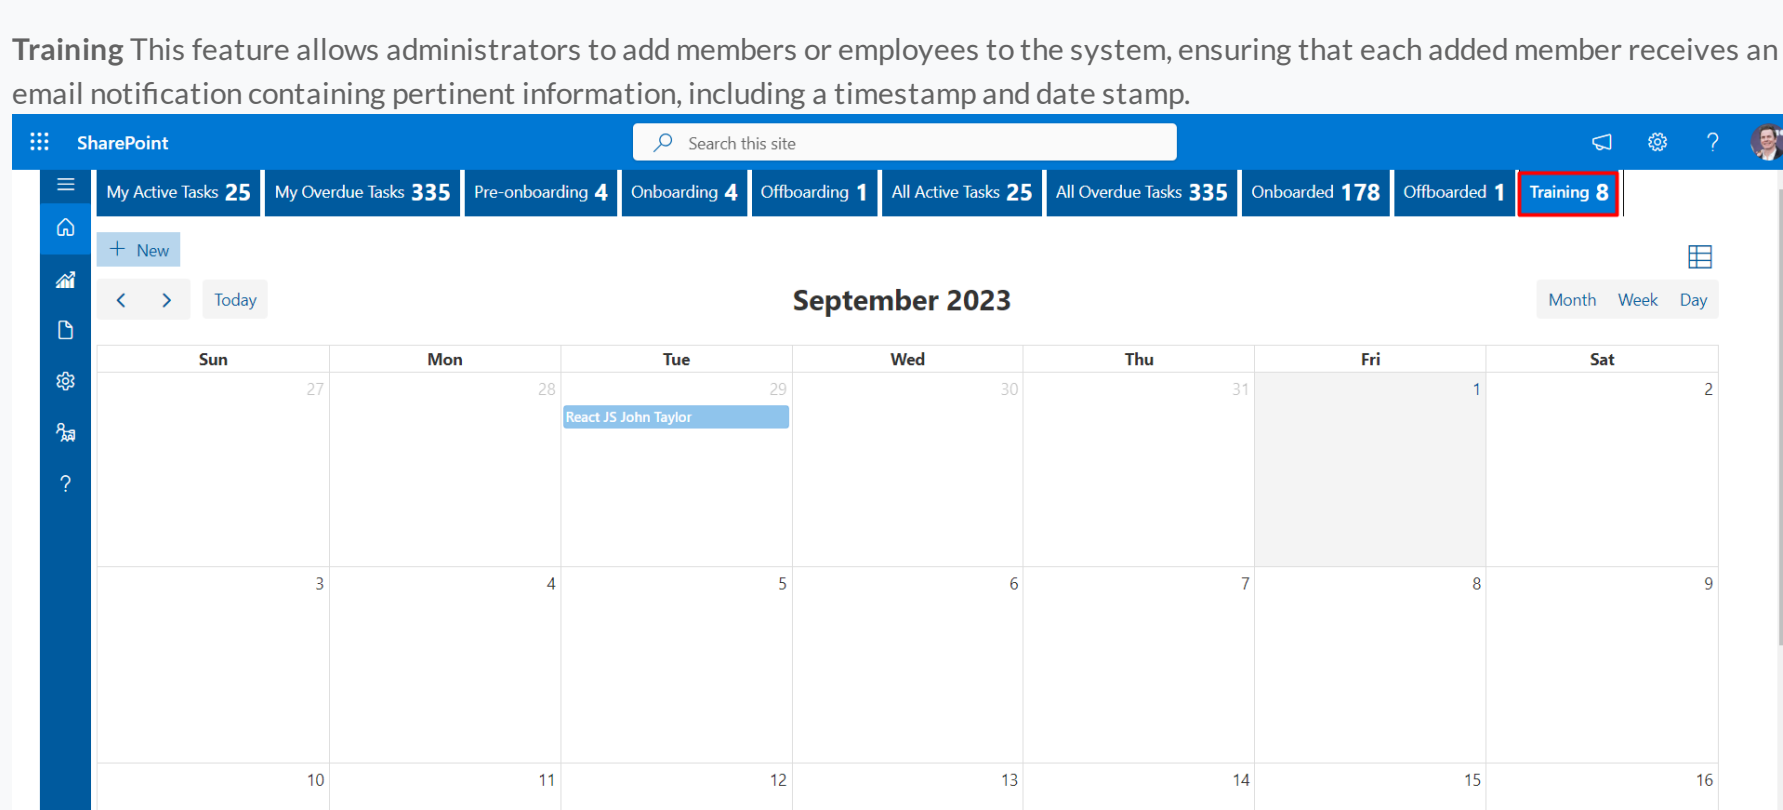 Training This feature allows administrators to add members or employees to the system, ensuring that each added member receives an
email notification containing pertinent information, including a timestamp and date stamp.
SharePoint Search this site ?
My Active Tasks 25 My Overdue Tasks 335 Pre-onboarding 4 Onboarding 4 Offboarding 1 All Active Tasks 25 All Overdue Tasks 335 Onboarded 178 Offboarded 1 Training 8
+ New
< > Today September 2023 Month Week Day
Sun Mon Tue Wed Thu Fri Sat
27 28 29 30 31 1 2
React JS John Taylor
?
3 4 5 6 7 8 9
10 11 12 13 14 15 16